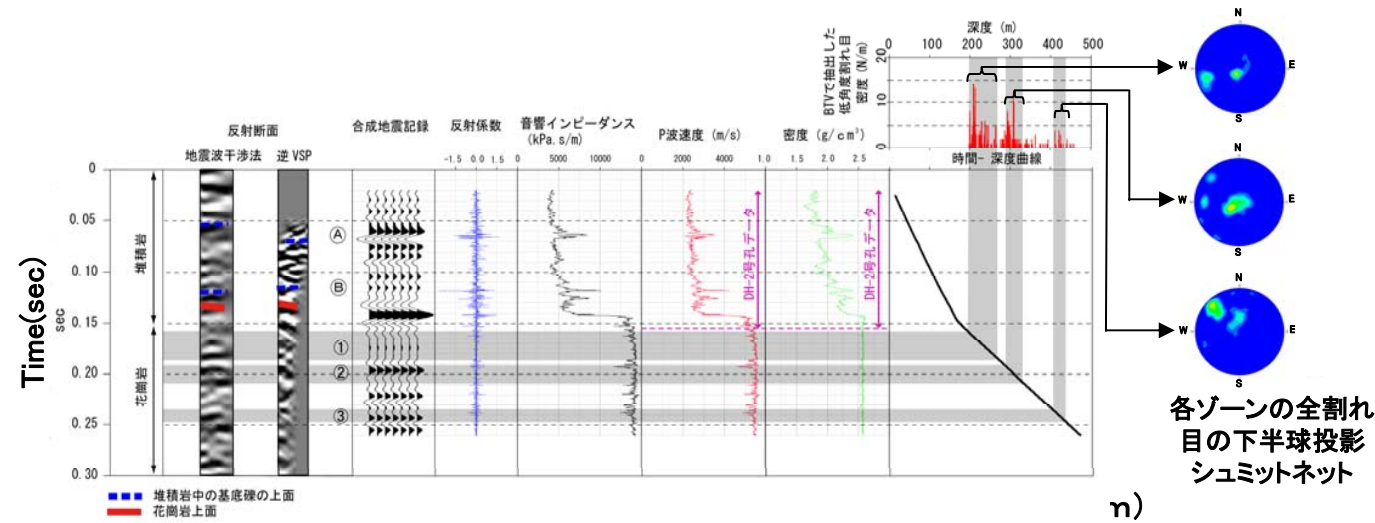 反射断面
地震波干渉法 逆VSP
合成地震記録
反射係数
-1.5 0.0 1.5
音響インピーダンス
(kPa.s/m)
0 5000 10000
P波速度 (m/s)
0 2000 4000
密度 (g/cm³)
1.0 1.5 2.0 2.5
BTVで抽出した
低角度割れ目
密度 (N/m)
0 10 20
深度 (m)
0 100 200 300 400 500
時間- 深度曲線
Time(sec)
sec
0
0.05
0.10
0.15
0.20
0.25
0.30
堆積岩
花崗岩
Ⓐ
Ⓑ
①
②
③
DH-2号孔データ
DH-2号孔データ
N
W E
S
N
W E
S
N
W E
S
各ゾーンの全割れ
目の下半球投影
シュミットネット
堆積岩中の基底礫の上面
花崗岩上面
n)